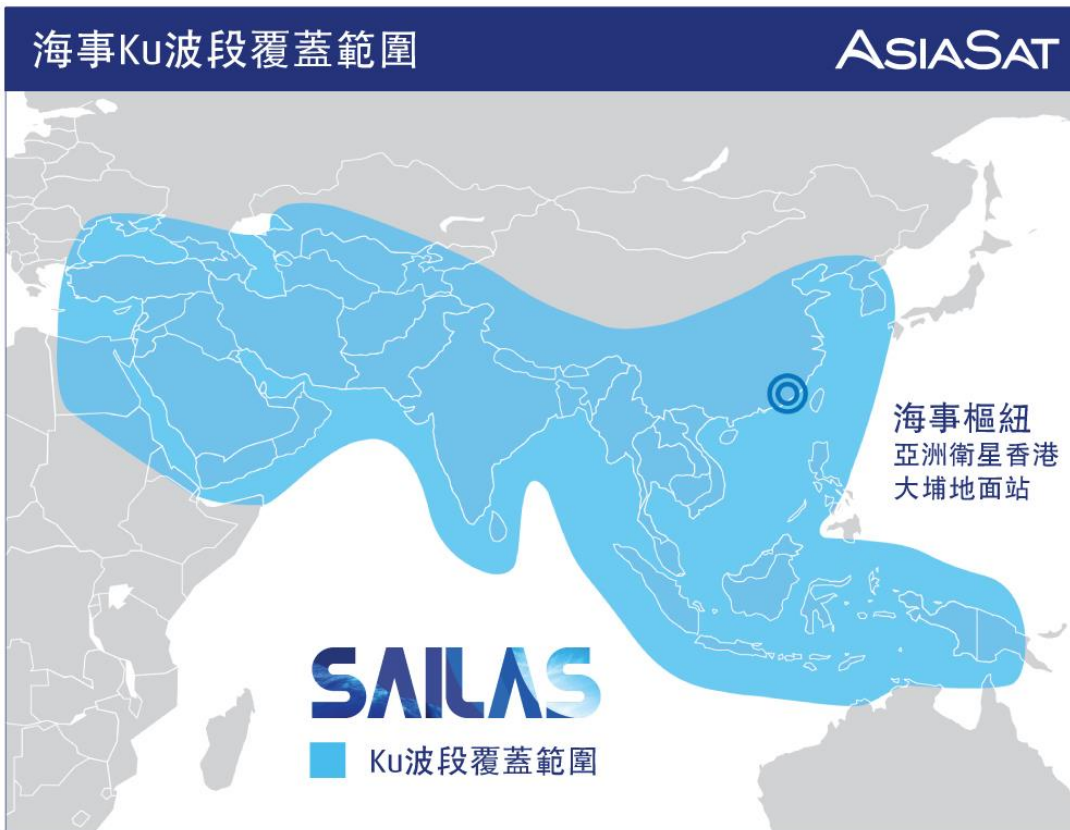 海事Ku波段覆蓋範圍
ASIASAT
海事樞紐
亞洲衛星香港
大埔地面站
SAILAS
Ku波段覆蓋範圍